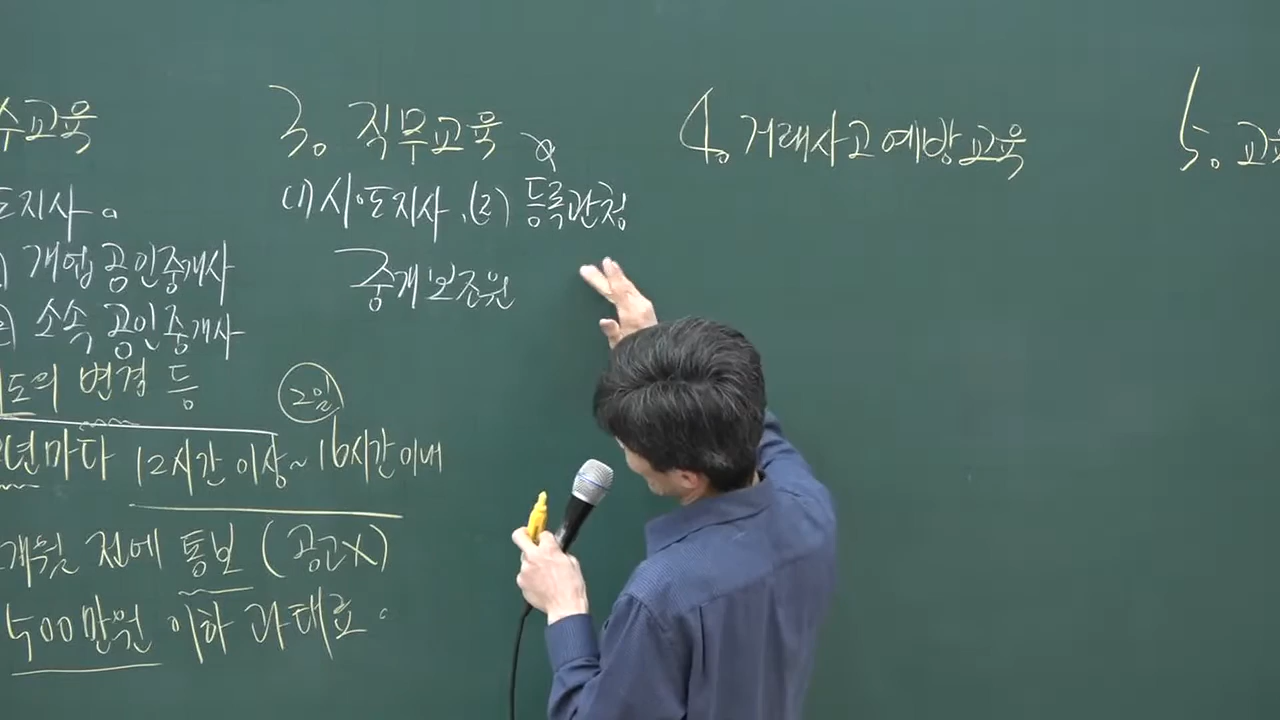 수교육
도지사.
개업 공인중개사
소속 공인중개사
도의 변경 등
년마다 12시간 이상~16시간 이내
2일
개월 전에 통보 (공고X)
500만원 이하 과태료.
3. 직무교육
(1) 시·도지사, (2) 등록관청
중개보조원
4. 거래사고 예방교육
5. 교육